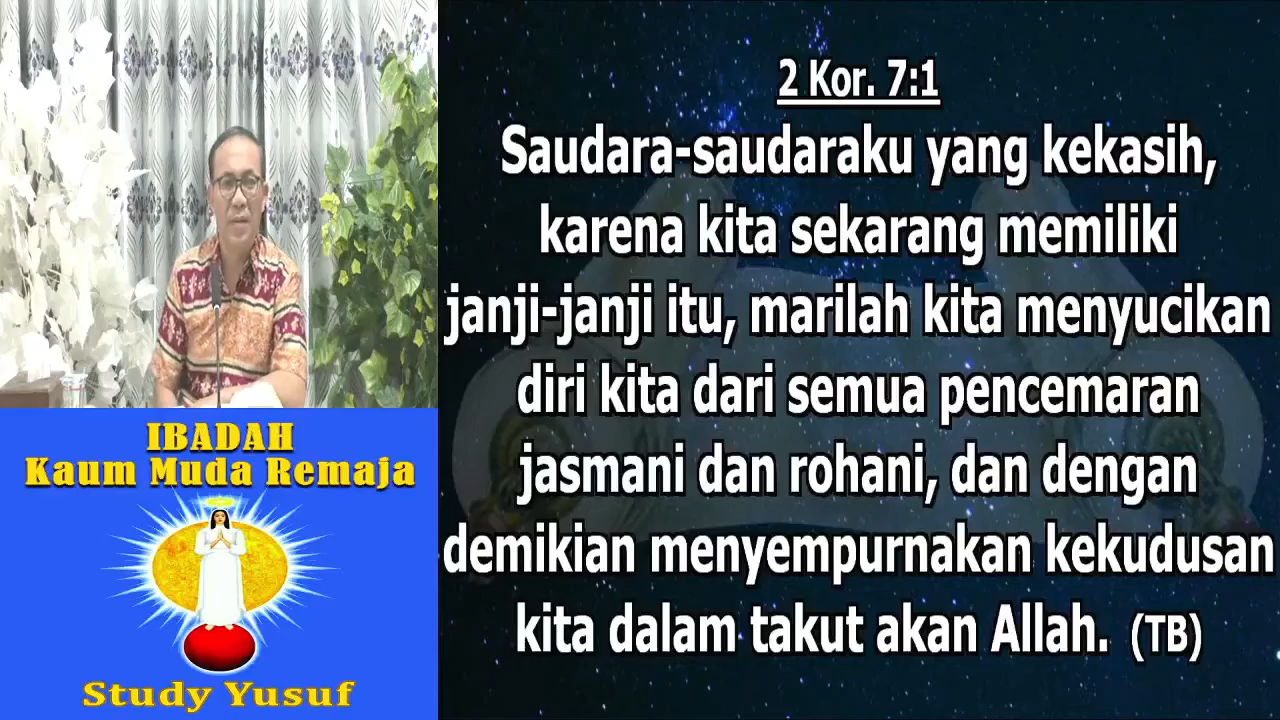 2 Kor. 7:1
Saudara-saudaraku yang kekasih,
karena kita sekarang memiliki
janji-janji itu, marilah kita menyucikan
diri kita dari semua pencemaran
jasmani dan rohani, dan dengan
demikian menyempurnakan kekudusan
kita dalam takut akan Allah. (TB)
IBADAH
Kaum Muda Remaja
Study Yusuf